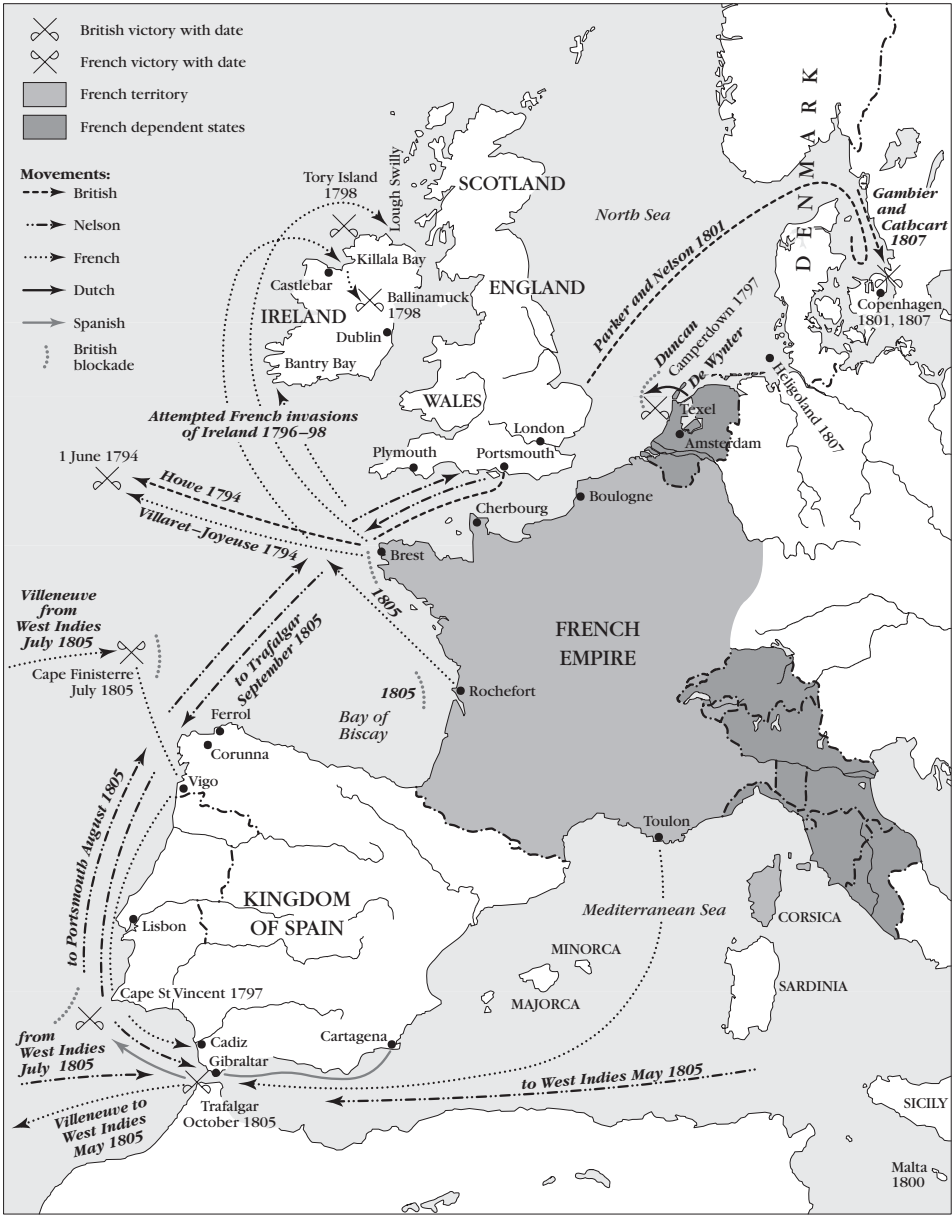 British victory with date
French victory with date
French territory
French dependent states
Movements:
British
Nelson
French
Dutch
Spanish
British
blockade
Tory Island
1798
Lough Swilly
SCOTLAND
North Sea
DENMARK
Gambier
and
Cathcart
1807
Killala Bay
Castlebar
Ballinamuck
1798
IRELAND
Dublin
Bantry Bay
ENGLAND
Parker and Nelson 1801
Copenhagen
1801, 1807
Duncan
Camperdown 1797
De Wynter
Heligoland 1807
Texel
Amsterdam
WALES
London
Attempted French invasions
of Ireland 1796–98
Plymouth
Portsmouth
1 June 1794
Howe 1794
Villaret–Joyeuse 1794
Cherbourg
Boulogne
Brest
1805
Villeneuve
from
West Indies
July 1805
Cape Finisterre
July 1805
to Trafalgar
September 1805
FRENCH
EMPIRE
1805
Rochefort
Bay of
Biscay
Ferrol
Corunna
Vigo
to Portsmouth August 1805
Toulon
KINGDOM
OF SPAIN
Lisbon
Mediterranean Sea
CORSICA
MINORCA
MAJORCA
SARDINIA
Cape St Vincent 1797
from
West Indies
July 1805
Cadiz
Cartagena
Gibraltar
to West Indies May 1805
Villeneuve to
West Indies
May 1805
Trafalgar
October 1805
SICILY
Malta
1800